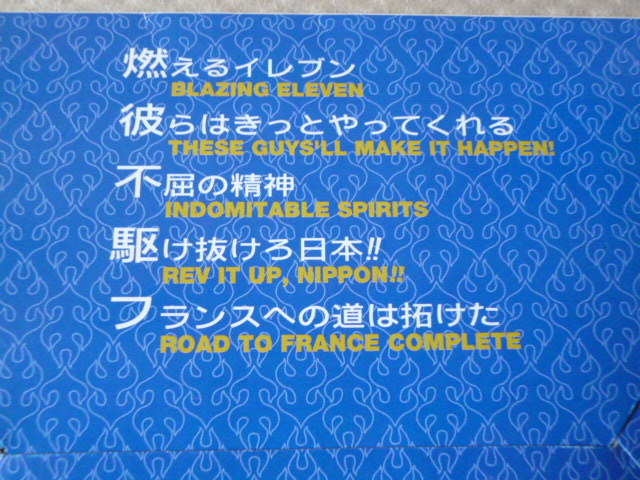 燃えるイレブン
BLAZING ELEVEN
彼らはきっとやってくれる
THESE GUYS'LL MAKE IT HAPPEN!
不屈の精神
INDOMITABLE SPIRITS
駆け抜けろ日本!!
REV IT UP, NIPPON!!
フランスへの道は拓けた
ROAD TO FRANCE COMPLETE